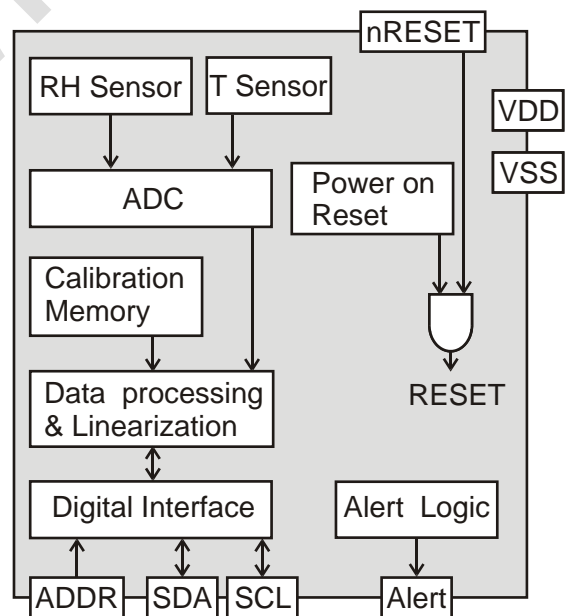 nRESET
RH Sensor
T Sensor
VDD
VSS
ADC
Power on
Reset
Calibration
Memory
Data processing
& Linearization
RESET
Digital Interface
Alert Logic
ADDR
SDA
SCL
Alert